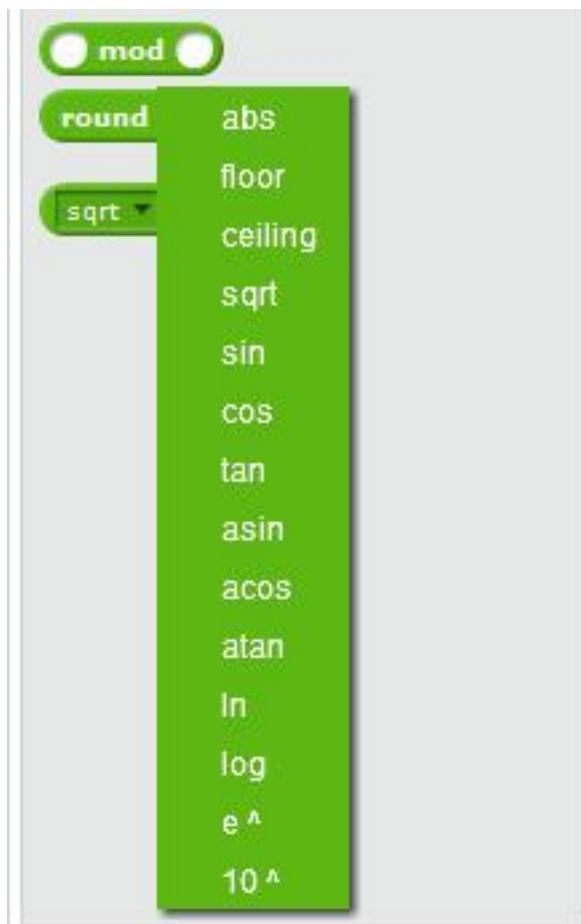 mod
round
sqrt
abs
floor
ceiling
sqrt
sin
cos
tan
asin
acos
atan
ln
log
e ^
10 ^